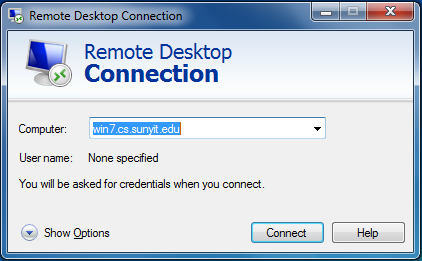 Remote Desktop Connection
Remote Desktop
Connection
Computer: win7.cs.sunyit.edu
User name: None specified
You will be asked for credentials when you connect.
Show Options Connect Help